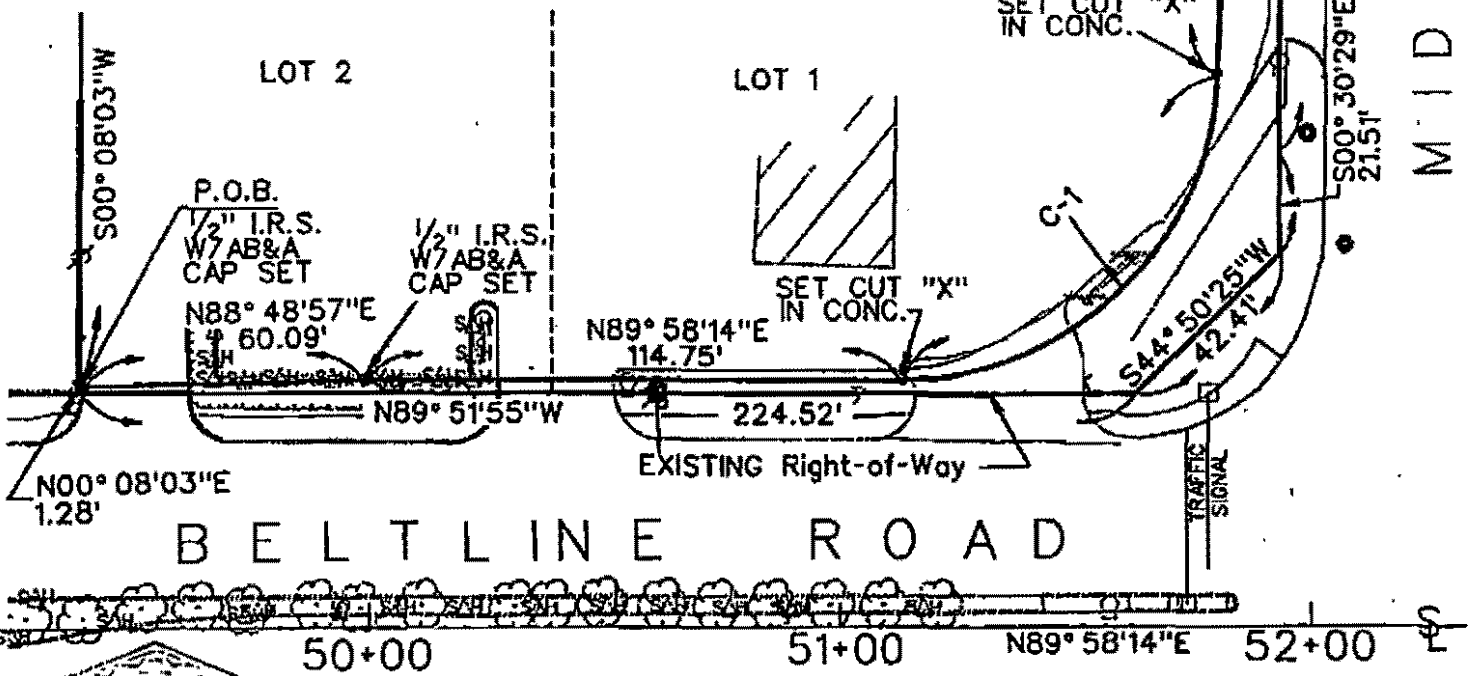 SET CUT "X"
IN CONC.
LOT 2
LOT 1
S00° 08'03"W
S00° 30'29"E
21.51'
M I D
P.O.B.
1/2" I.R.S.
W/AB&A
CAP SET
1/2" I.R.S.
W/AB&A
CAP SET
C-1
SET CUT "X"
IN CONC.
N88° 48'57"E
60.09'
N89° 58'14"E
114.75'
S44° 50'25"W
42.41'
N89° 51'55"W
224.52'
EXISTING Right-of-Way
N00° 08'03"E
1.28'
TRAFFIC
SIGNAL
BELTLINE ROAD
50+00
51+00
N89° 58'14"E
52+00